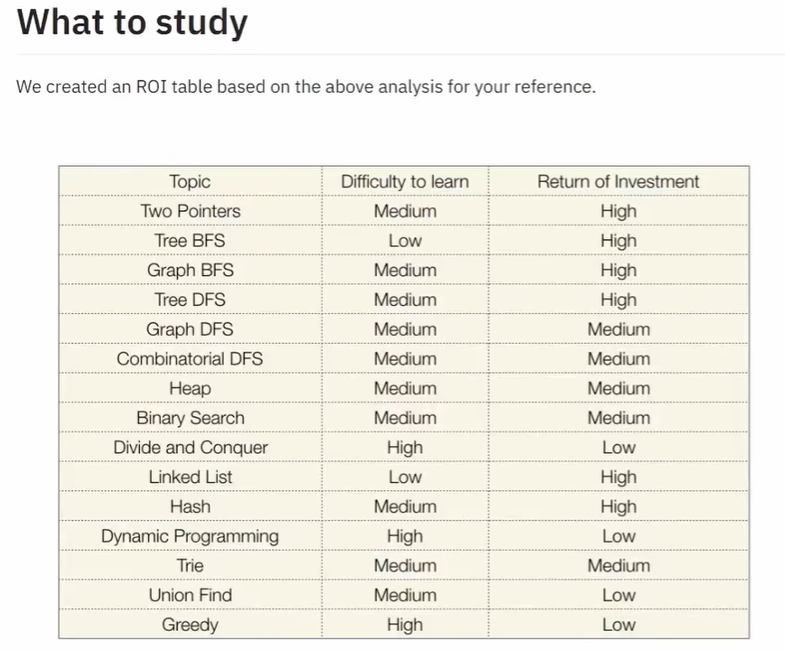 What to study
We created an ROI table based on the above analysis for your reference.
Topic Difficulty to learn Return of Investment
Two Pointers Medium High
Tree BFS Low High
Graph BFS Medium High
Tree DFS Medium High
Graph DFS Medium Medium
Combinatorial DFS Medium Medium
Heap Medium Medium
Binary Search Medium Medium
Divide and Conquer High Low
Linked List Low High
Hash Medium High
Dynamic Programming High Low
Trie Medium Medium
Union Find Medium Low
Greedy High Low